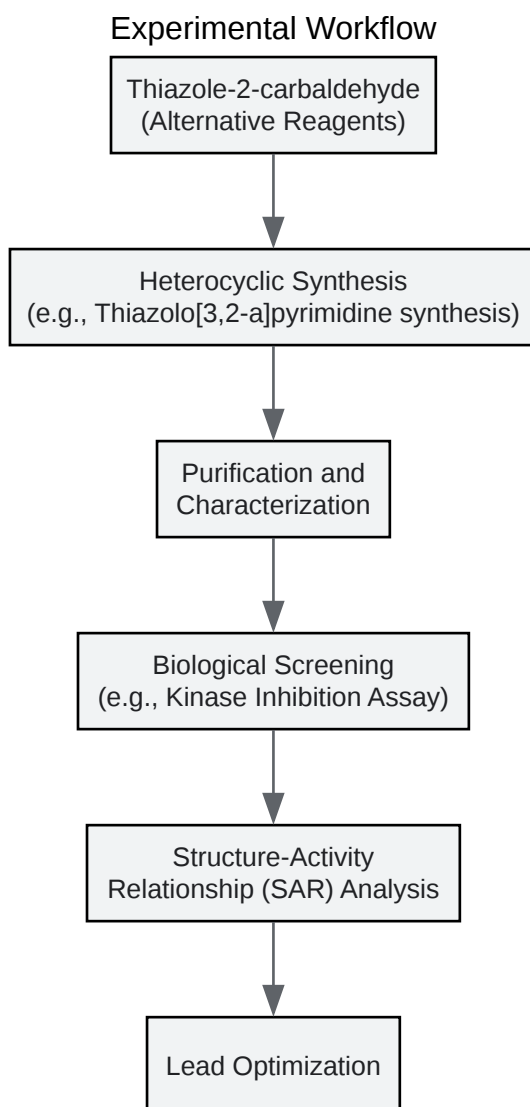 Experimental Workflow
Thiazole-2-carbaldehyde
(Alternative Reagents)
Heterocyclic Synthesis
(e.g., Thiazolo[3,2-a]pyrimidine synthesis)
Purification and
Characterization
Biological Screening
(e.g., Kinase Inhibition Assay)
Structure-Activity
Relationship (SAR) Analysis
Lead Optimization